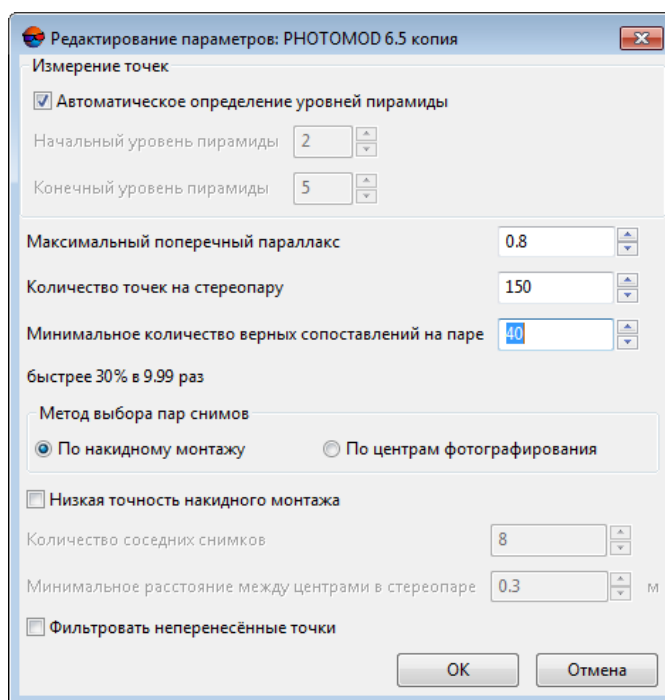 Редактирование параметров: PHOTOMOD 6.5 копия
Измерение точек
Автоматическое определение уровней пирамиды
Начальный уровень пирамиды 2
Конечный уровень пирамиды 5
Максимальный поперечный параллакс 0.8
Количество точек на стереопару 150
Минимальное количество верных сопоставлений на паре 40
быстрее 30% в 9.99 раз
Метод выбора пар снимов
По накидному монтажу По центрам фотографирования
Низкая точность накидного монтажа
Количество соседних снимков 8
Минимальное расстояние между центрами в стереопаре 0.3 м
Фильтровать неперенесённые точки
OK Отмена